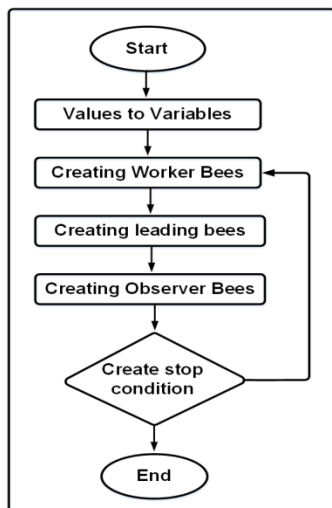 Start
Values to Variables
Creating Worker Bees
Creating leading bees
Creating Observer Bees
Create stop
condition
End